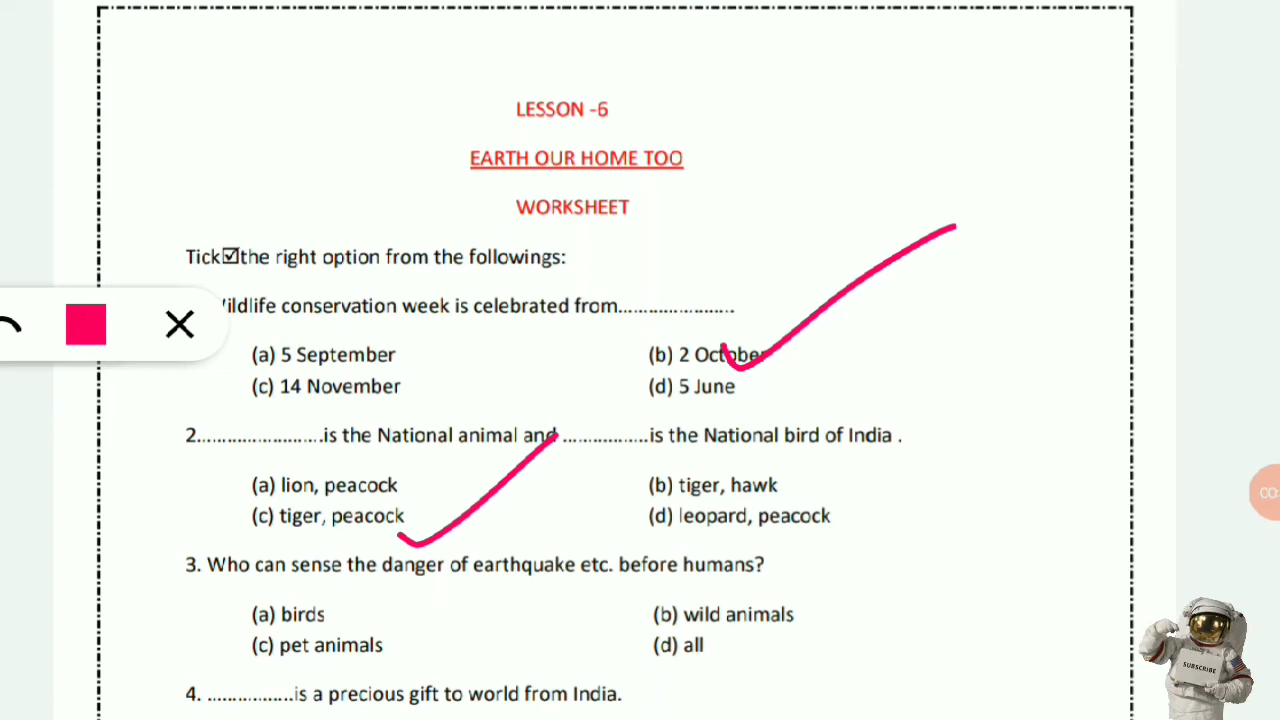 LESSON -6
EARTH OUR HOME TOO
WORKSHEET
Tick☑the right option from the followings:
ildlife conservation week is celebrated from.......................
(a) 5 September (b) 2 October
(c) 14 November (d) 5 June
2........................is the National animal and .................is the National bird of India .
(a) lion, peacock (b) tiger, hawk
(c) tiger, peacock (d) leopard, peacock
3. Who can sense the danger of earthquake etc. before humans?
(a) birds (b) wild animals
(c) pet animals (d) all
4. .................is a precious gift to world from India.
SUBSCRIBE